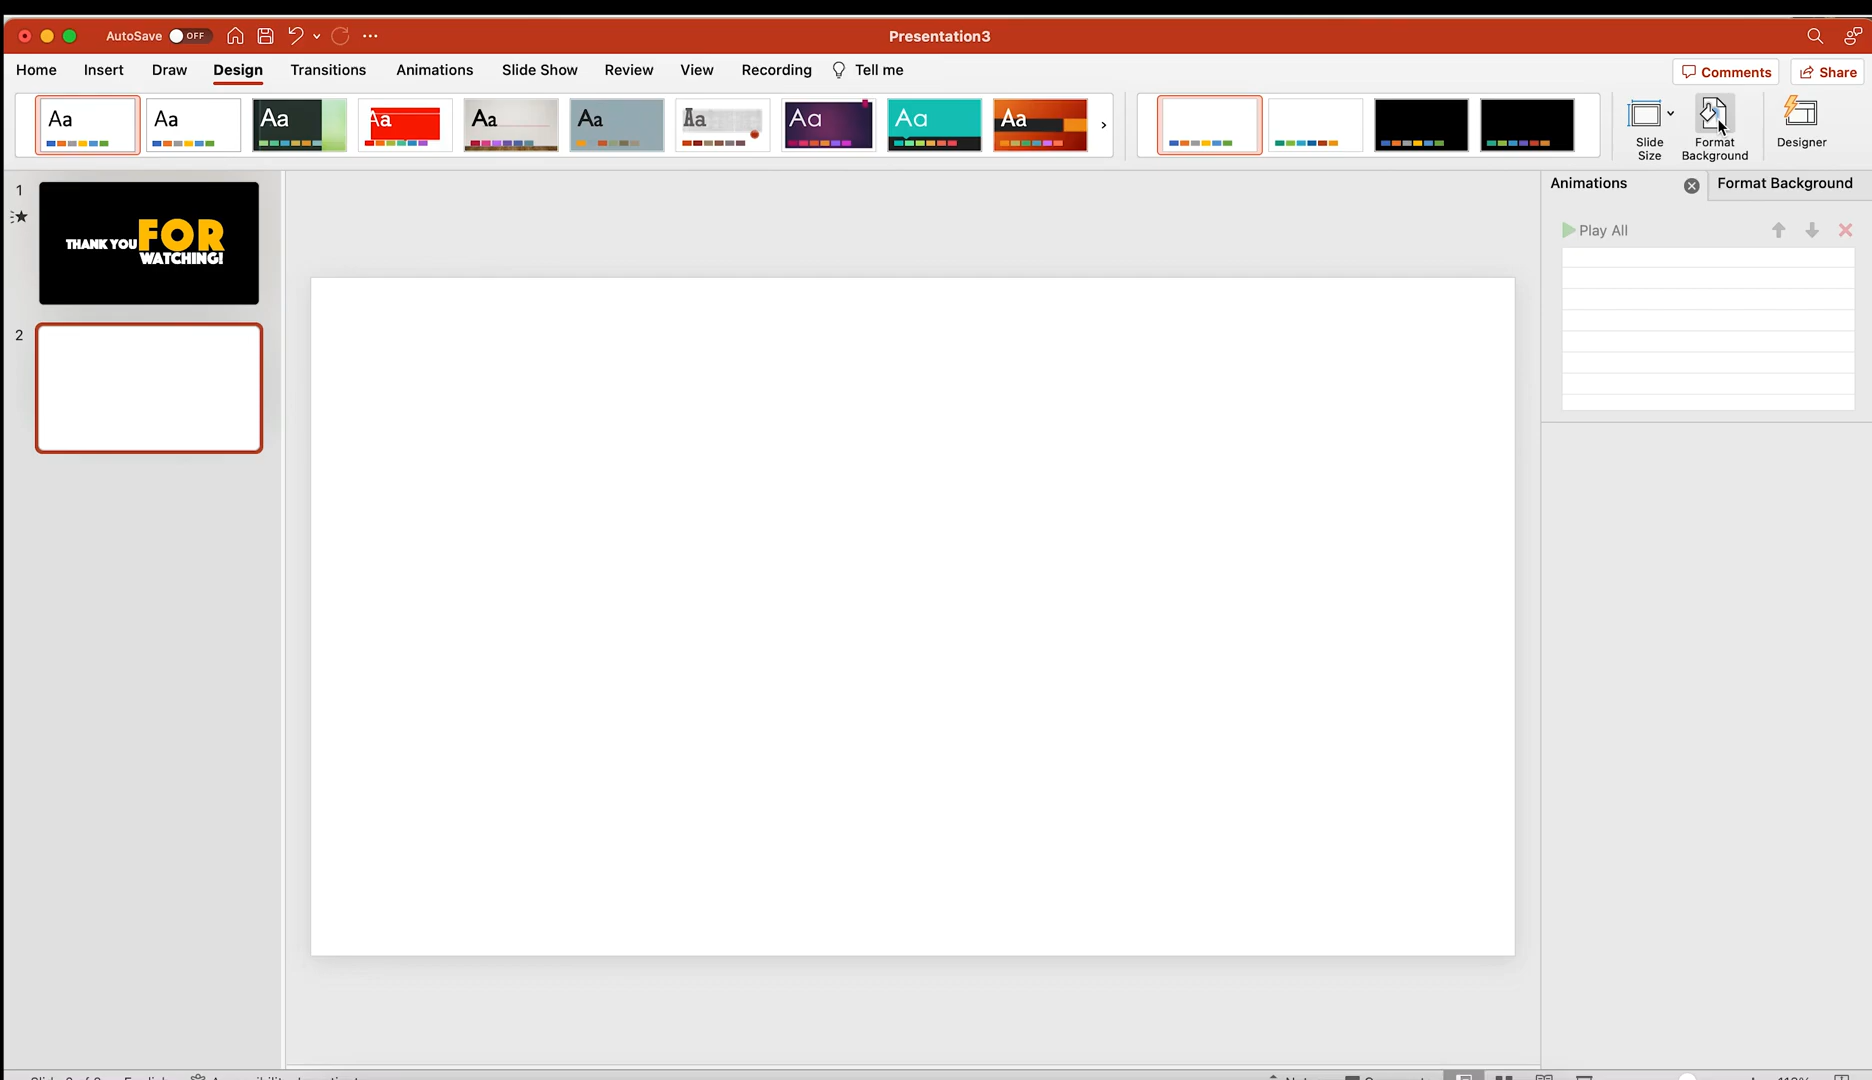 AutoSave OFF
Presentation3
Home Insert Draw Design Transitions Animations Slide Show Review View Recording Tell me
Comments Share
Aa Aa Aa Aa Aa Aa Aa Aa Aa Aa
Slide Size
Format Background
Designer
1
THANK YOU FOR
WATCHING!
2
Animations
Format Background
Play All